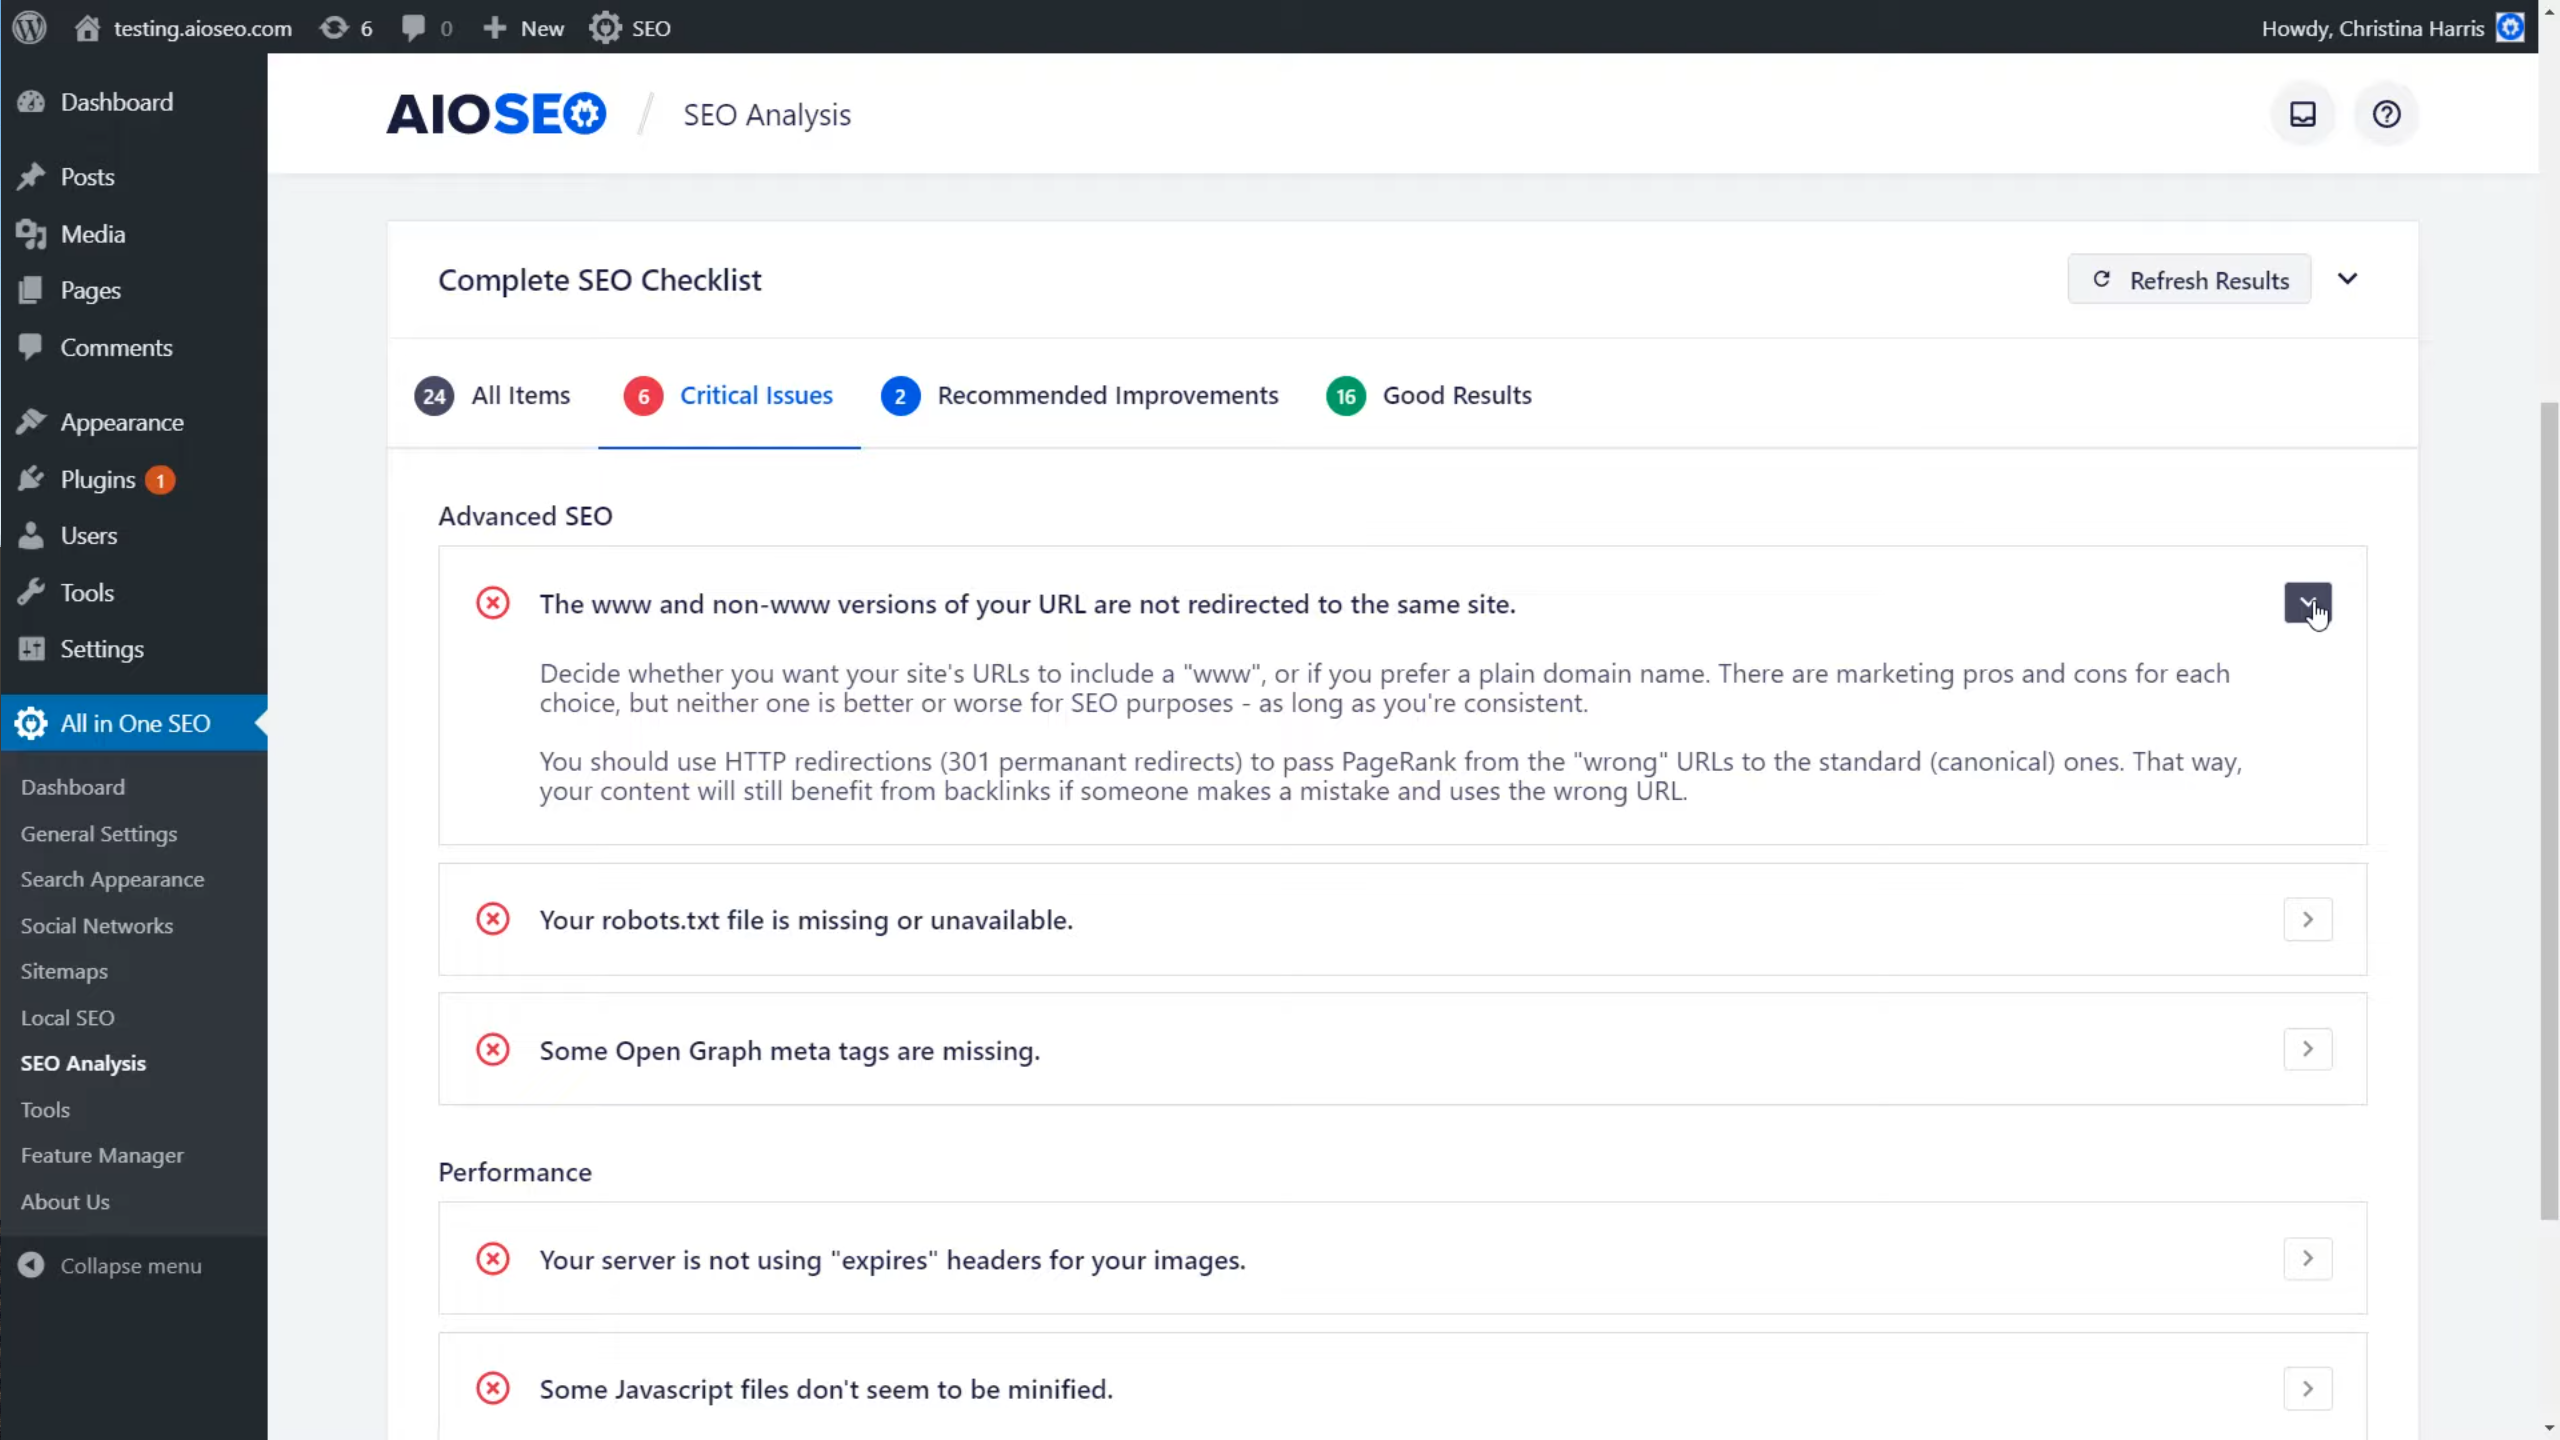 testing.aioseo.com 6 0 New SEO Howdy, Christina Harris
Dashboard
Posts
Media
Pages
Comments
Appearance
Plugins 1
Users
Tools
Settings
All in One SEO
Dashboard
General Settings
Search Appearance
Social Networks
Sitemaps
Local SEO
SEO Analysis
Tools
Feature Manager
About Us
Collapse menu
AIOSEO / SEO Analysis
Complete SEO Checklist
Refresh Results
24 All Items 6 Critical Issues 2 Recommended Improvements 16 Good Results
Advanced SEO
The www and non-www versions of your URL are not redirected to the same site.
Decide whether you want your site's URLs to include a "www", or if you prefer a plain domain name. There are marketing pros and cons for each
choice, but neither one is better or worse for SEO purposes - as long as you're consistent.
You should use HTTP redirections (301 permanant redirects) to pass PageRank from the "wrong" URLs to the standard (canonical) ones. That way,
your content will still benefit from backlinks if someone makes a mistake and uses the wrong URL.
Your robots.txt file is missing or unavailable.
Some Open Graph meta tags are missing.
Performance
Your server is not using "expires" headers for your images.
Some Javascript files don't seem to be minified.